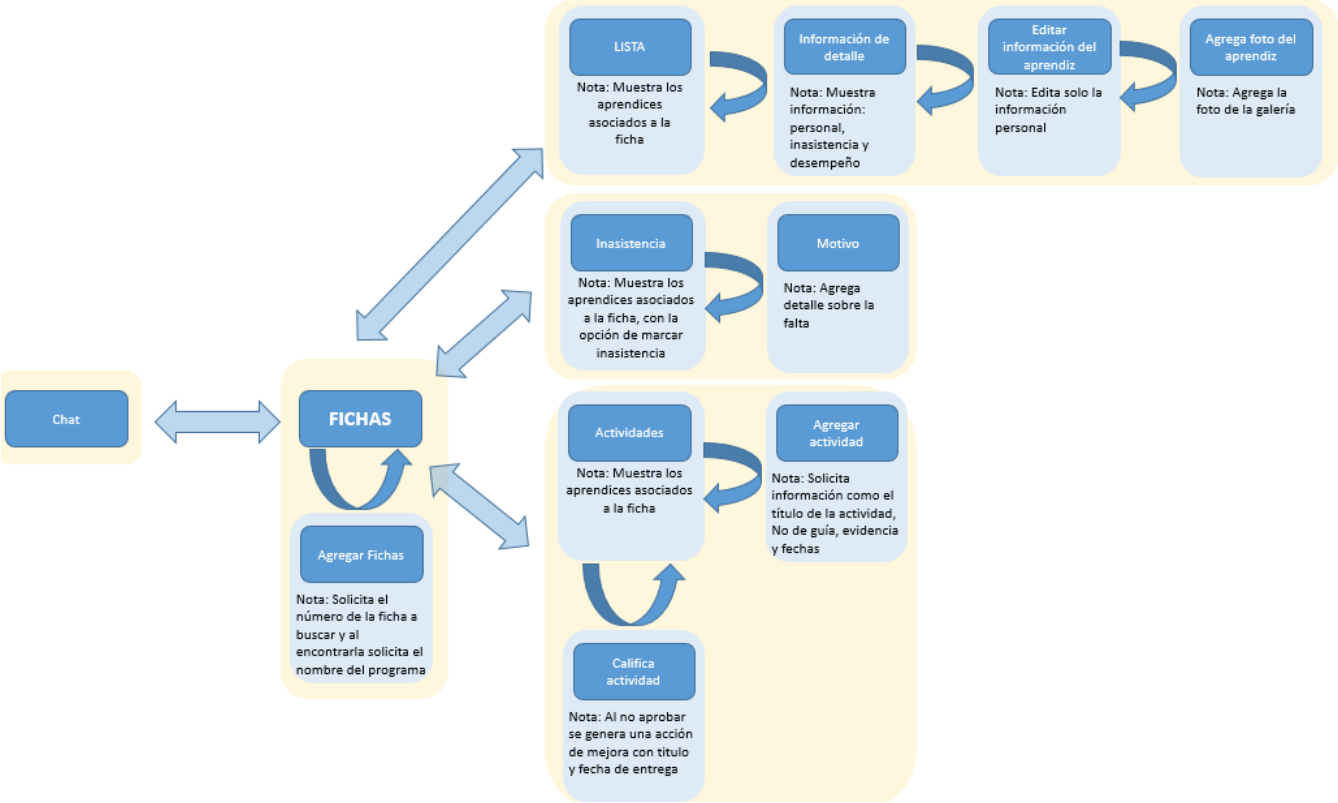 LISTA
Nota: Muestra los
aprendices
asociados a la
ficha
Información de
detalle
Nota: Muestra
información:
personal,
inasistencia y
desempeño
Editar
información del
aprendiz
Nota: Edita solo la
información
personal
Agrega foto del
aprendiz
Nota: Agrega la
foto de la galería
Inasistencia
Nota: Muestra los
aprendices asociados
a la ficha, con la
opción de marcar
inasistencia
Motivo
Nota: Agrega
detalle sobre la
falta
Chat
FICHAS
Agregar Fichas
Nota: Solicita el
número de la ficha a
buscar y al
encontrarla solicita el
nombre del programa
Actividades
Nota: Muestra los
aprendices asociados
a la ficha
Agregar
actividad
Nota: Solicita
información como el
título de la actividad,
No de guía, evidencia
y fechas
Califica
actividad
Nota: Al no aprobar
se genera una acción
de mejora con titulo
y fecha de entrega